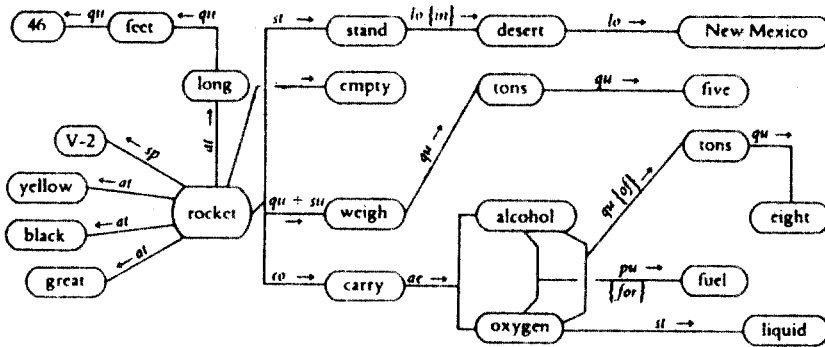 46 ← qu feet ← qu st → stand lo {in} → desert lo → New Mexico
long → empty tons qu → five
at →
V-2 ← sp tons qu →
yellow ← at qu → qu {of} →
rocket qu + su → weigh alcohol eight
black ← at
great ← at co → carry ae → pu → {for} fuel
oxygen st → liquid